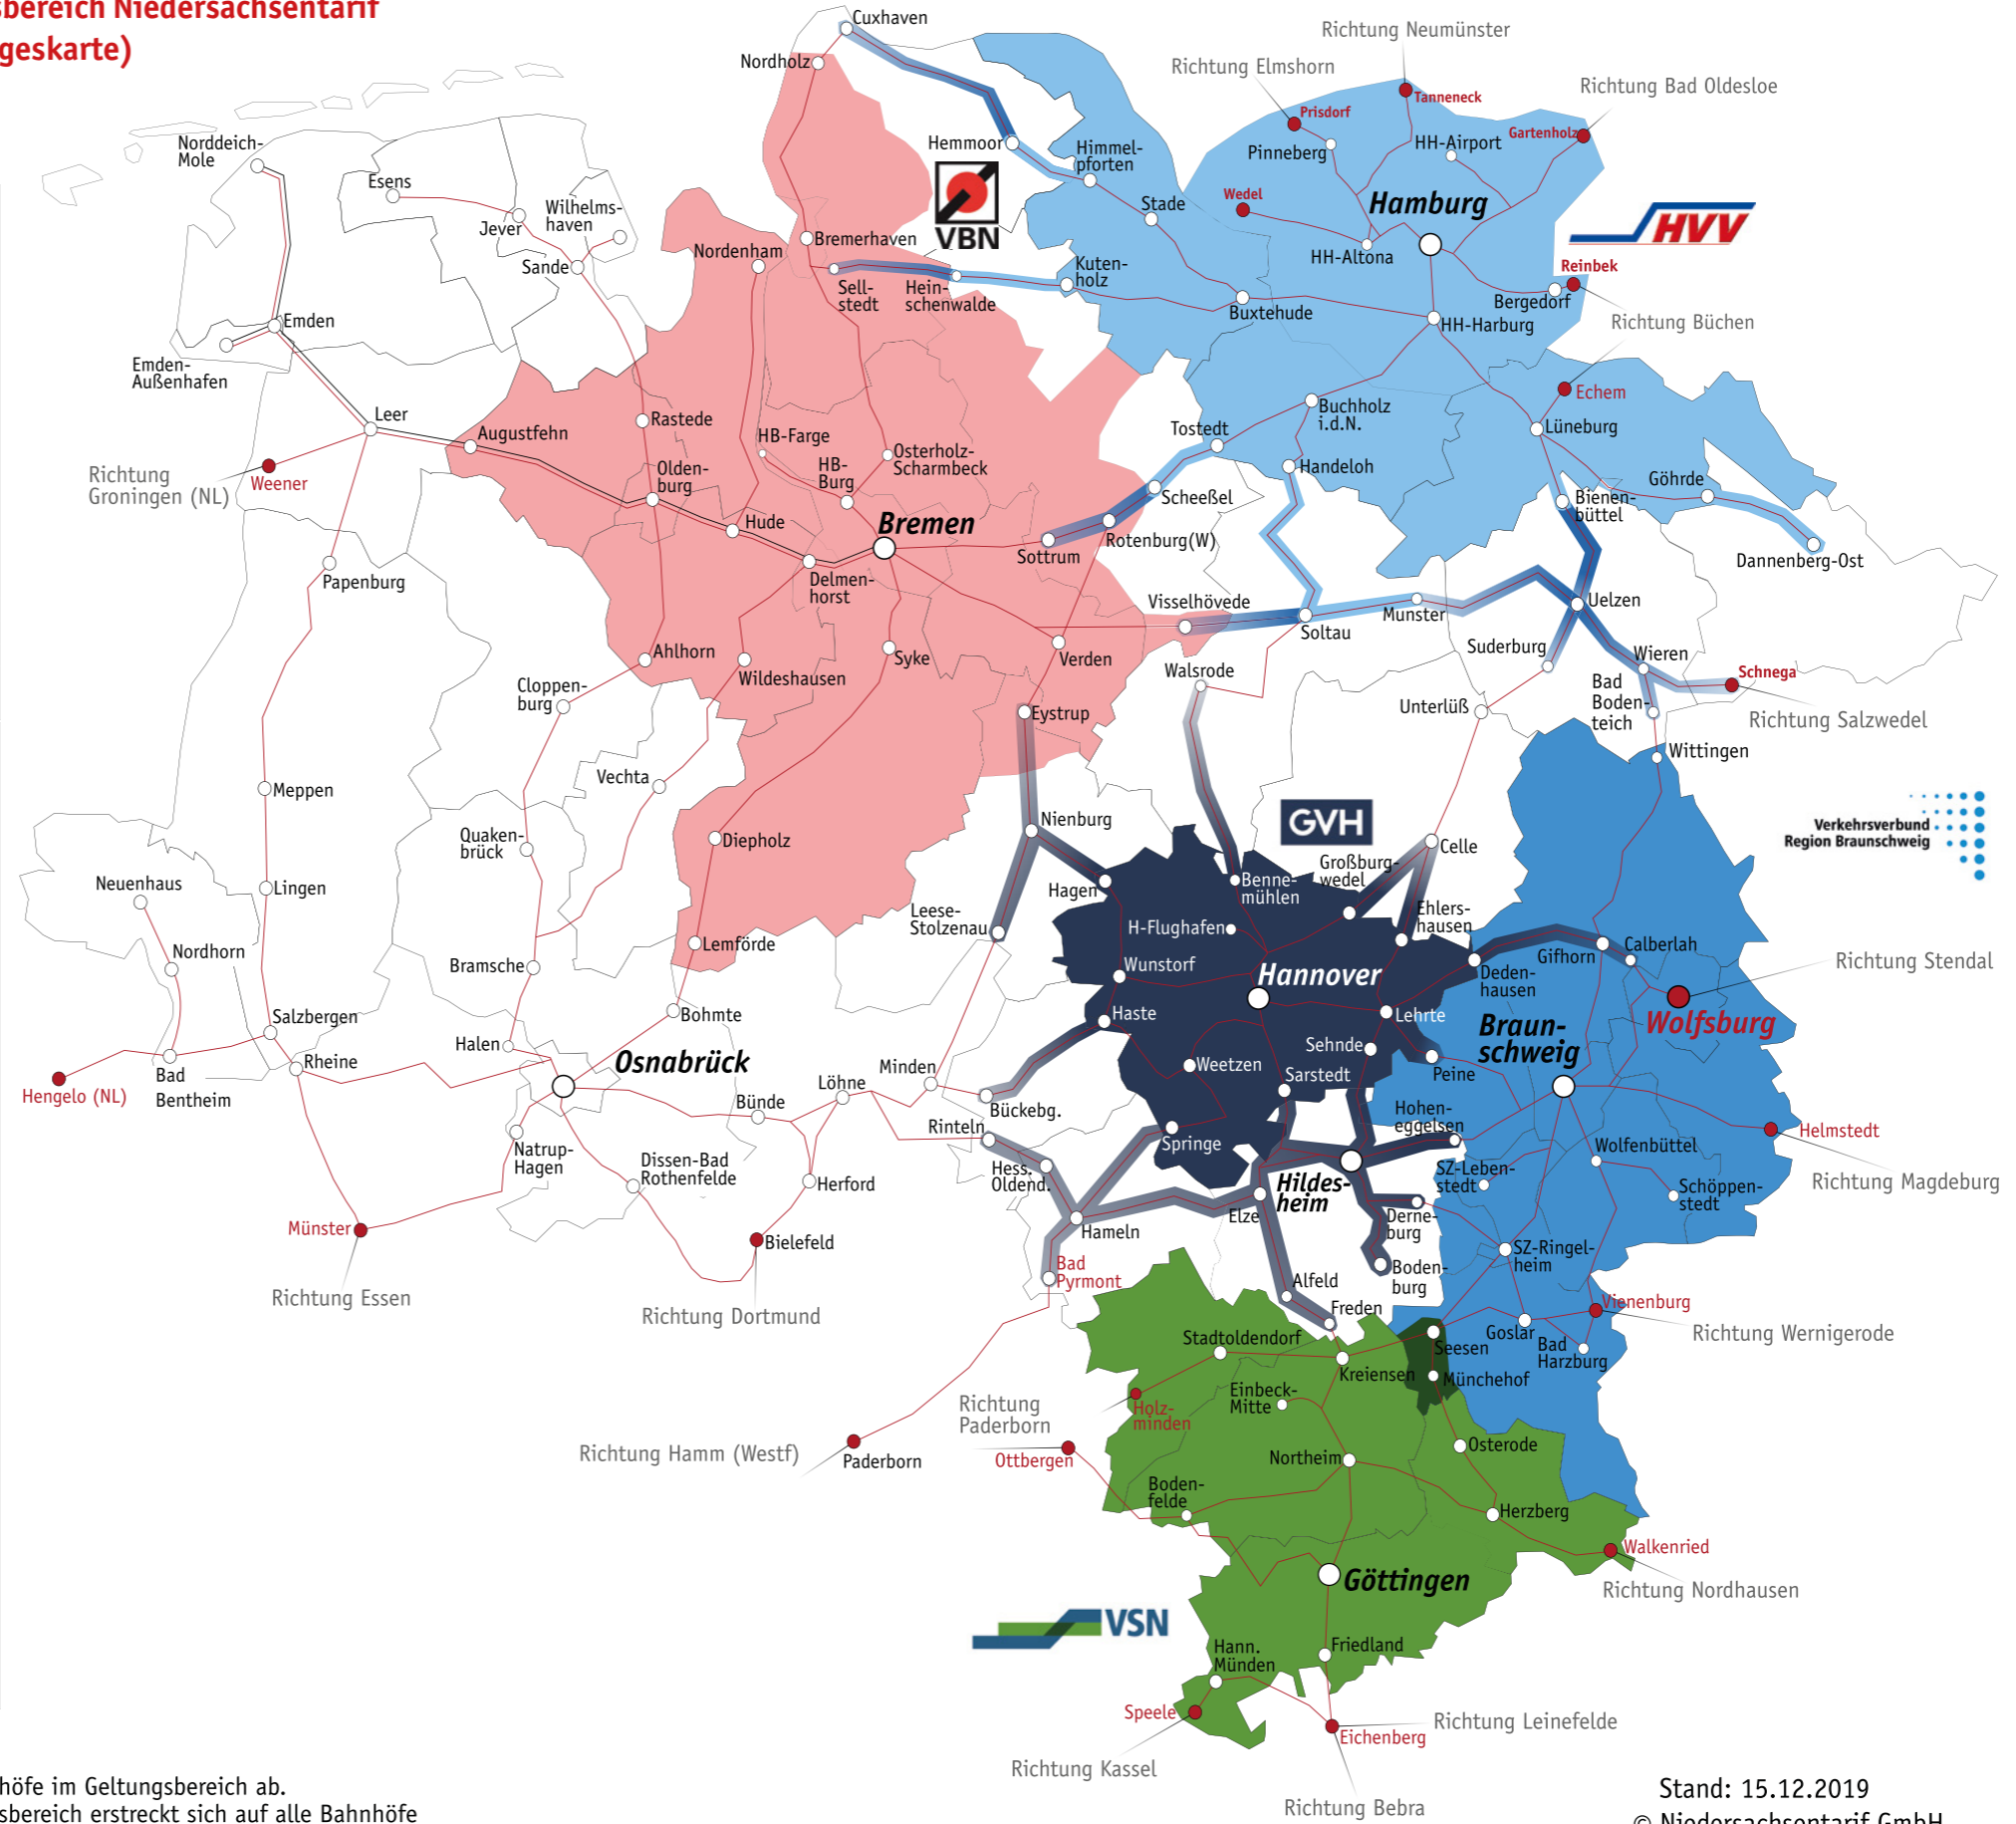 sbereich Niedersachsentarif
geskarte)
Cuxhaven
Nordholz
Richtung Neumünster
Richtung Elmshorn
Richtung Bad Oldesloe
Tanneneck
Prisdorf
Gartenholz
Norddeich-
Mole
Hemmoor
Himmel-
pforten
Pinneberg
HH-Airport
VBN
Esens
Jever
Wilhelms-
haven
Stade
Wedel
Hamburg
HVV
Nordenham
Bremerhaven
Sande
HH-Altona
Reinbek
Kuten-
holz
Sell-
stedt
Hein-
schenwalde
Bergedorf
Buxtehude
HH-Harburg
Richtung Büchen
Emden
Emden-
Außenhafen
Echem
Leer
Augustfehn
Rastede
HB-Farge
HB-
Burg
Osterholz-
Scharmbeck
Tostedt
Buchholz
i.d.N.
Lüneburg
Richtung
Groningen (NL)
Weener
Olden-
burg
Handeloh
Göhrde
Scheeßel
Bienen-
büttel
Hude
Bremen
Rotenburg(W)
Sottrum
Dannenberg-Ost
Papenburg
Delmen-
horst
Visselhövede
Soltau
Munster
Uelzen
Ahlhorn
Wildeshausen
Syke
Verden
Walsrode
Suderburg
Wieren
Schnega
Cloppen-
burg
Eystrup
Unterlüß
Bad
Boden-
teich
Richtung Salzwedel
Wittingen
Vechta
Meppen
Nienburg
GVH
Verkehrsverbund
Region Braunschweig
Quaken-
brück
Diepholz
Celle
Großburg-
wedel
Neuenhaus
Lingen
Hagen
Benne-
mühlen
Leese-
Stolzenau
H-Flughafen
Ehlers-
hausen
Nordhorn
Lemförde
Bramsche
Wunstorf
Hannover
Deden-
hausen
Gifhorn
Calberlah
Richtung Stendal
Salzbergen
Bohmte
Haste
Lehrte
Braun-
schweig
Wolfsburg
Halen
Rheine
Osnabrück
Sehnde
Weetzen
Sarstedt
Peine
Hengelo (NL)
Bad
Bentheim
Löhne
Minden
Bünde
Bückebg.
Rinteln
Hohen-
eggelsen
Helmstedt
Natrup-
Hagen
Dissen-Bad
Rothenfelde
Springe
Wolfenbüttel
Hess.
Oldend.
Herford
SZ-Leben-
stedt
Schöppen-
stedt
Richtung Magdeburg
Hildes-
heim
Elze
Derne-
burg
Münster
Bielefeld
Hameln
SZ-Ringel-
heim
Bad
Pyrmont
Boden-
burg
Richtung Essen
Richtung Dortmund
Alfeld
Freden
Vienenburg
Richtung Wernigerode
Stadtoldendorf
Seesen
Goslar
Bad
Harzburg
Kreiensen
Münchehof
Einbeck-
Mitte
Holz-
minden
Richtung
Paderborn
Richtung Hamm (Westf)
Paderborn
Ottbergen
Northeim
Osterode
Boden-
felde
Herzberg
Walkenried
Göttingen
Richtung Nordhausen
VSN
Hann.
Münden
Friedland
Speele
Richtung Leinefelde
Eichenberg
Richtung Kassel
Richtung Bebra
höfe im Geltungsbereich ab.
sbereich erstreckt sich auf alle Bahnhöfe
Stand: 15.12.2019
© Niedersachsentarif GmbH